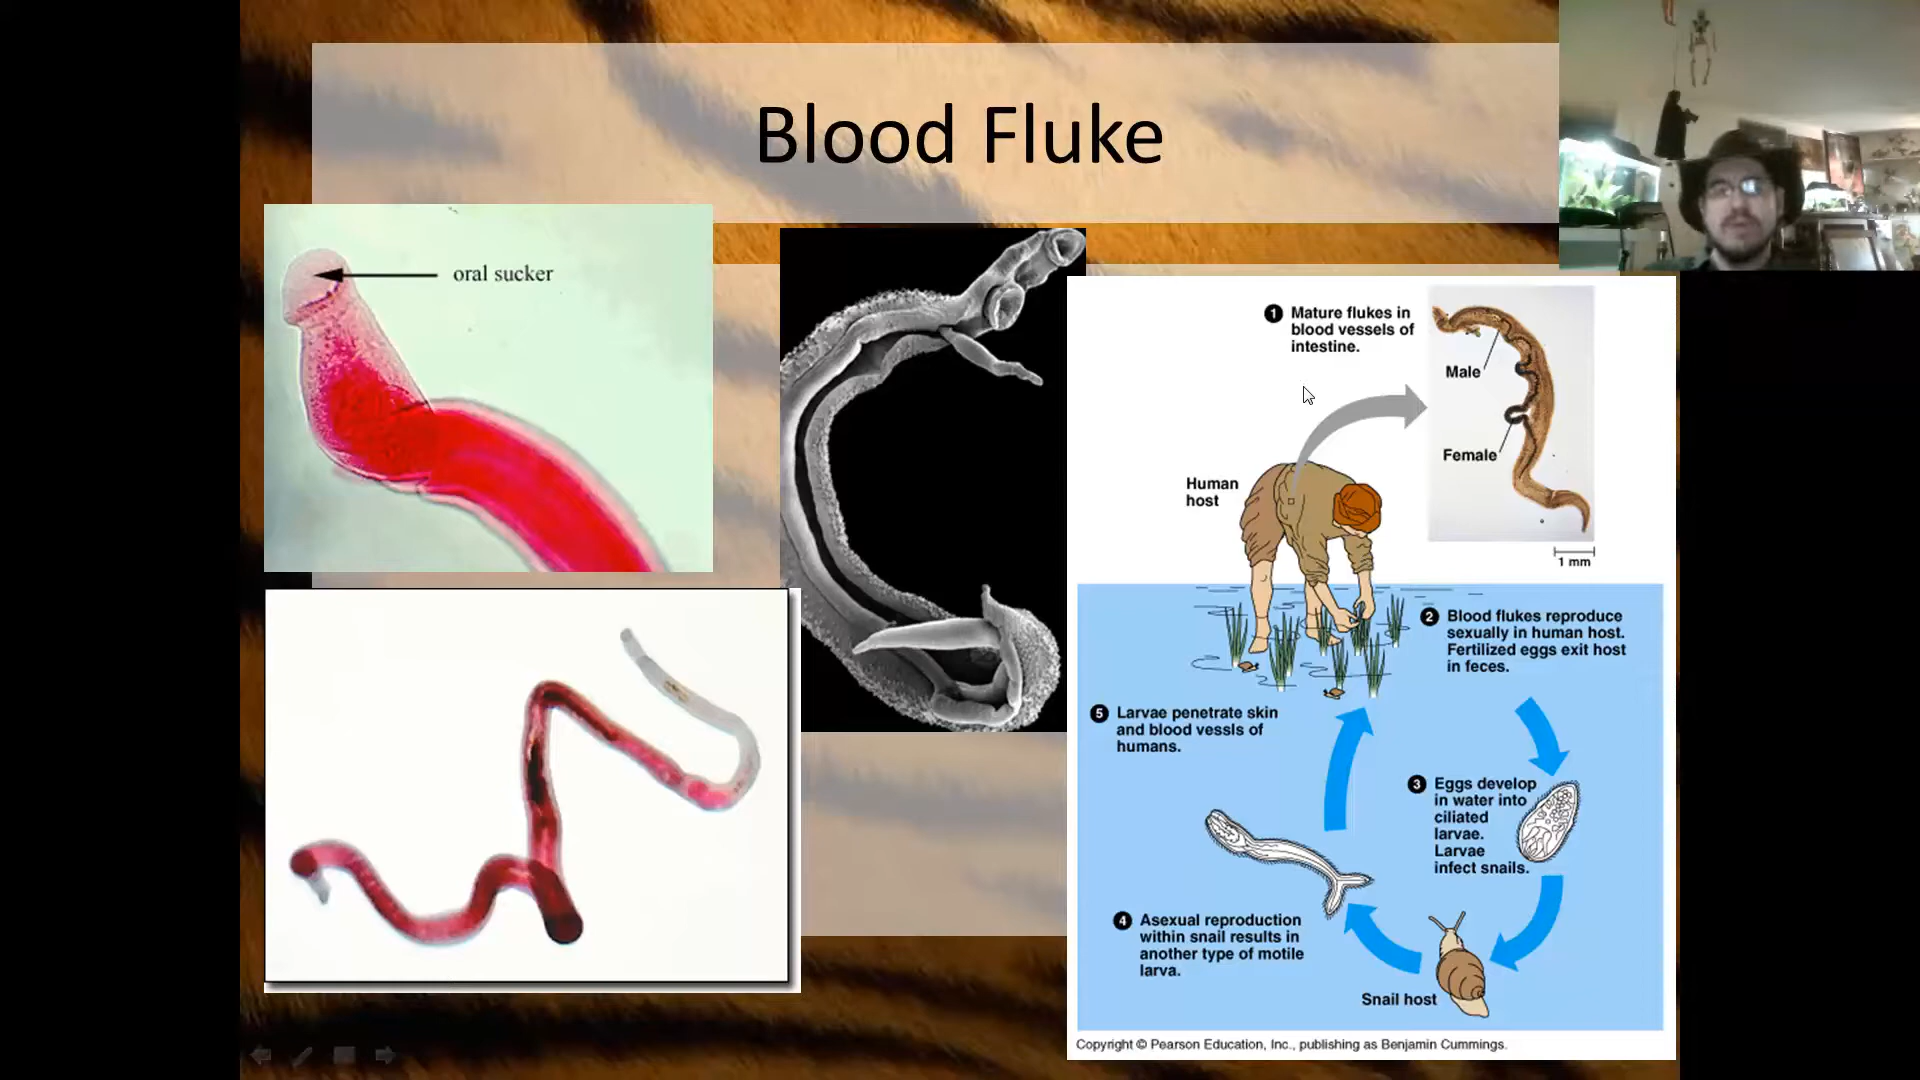 Blood Fluke
oral sucker
1 Mature flukes in
blood vessels of
intestine.
Male
Female
1 mm
Human
host
2 Blood flukes reproduce
sexually in human host.
Fertilized eggs exit host
in feces.
3 Eggs develop
in water into
ciliated
larvae.
Larvae
infect snails.
4 Asexual reproduction
within snail results in
another type of motile
larva.
5 Larvae penetrate skin
and blood vessls of
humans.
Snail host
Copyright © Pearson Education, Inc., publishing as Benjamin Cummings.